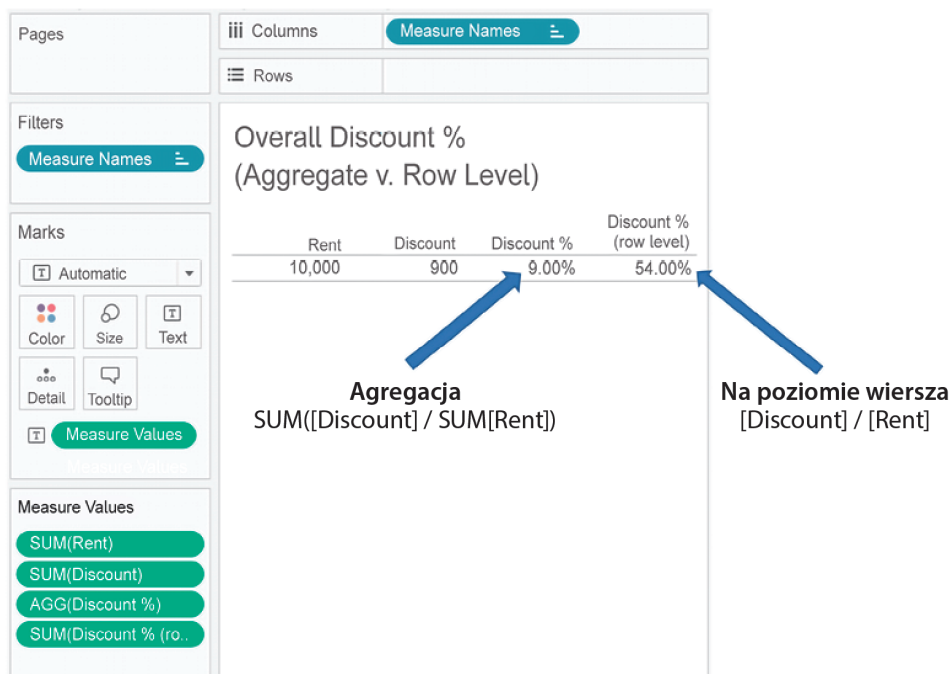 Pages
Columns
Measure Names
Rows
Filters
Measure Names
Marks
Automatic
Color
Size
Text
Detail
Tooltip
Measure Values
Measure Values
Measure Values
SUM(Rent)
SUM(Discount)
AGG(Discount %)
SUM(Discount % (ro..
Overall Discount %
(Aggregate v. Row Level)
Rent Discount Discount % Discount % (row level)
10,000 900 9.00% 54.00%
Agregacja
SUM([Discount] / SUM[Rent])
Na poziomie wiersza
[Discount] / [Rent]